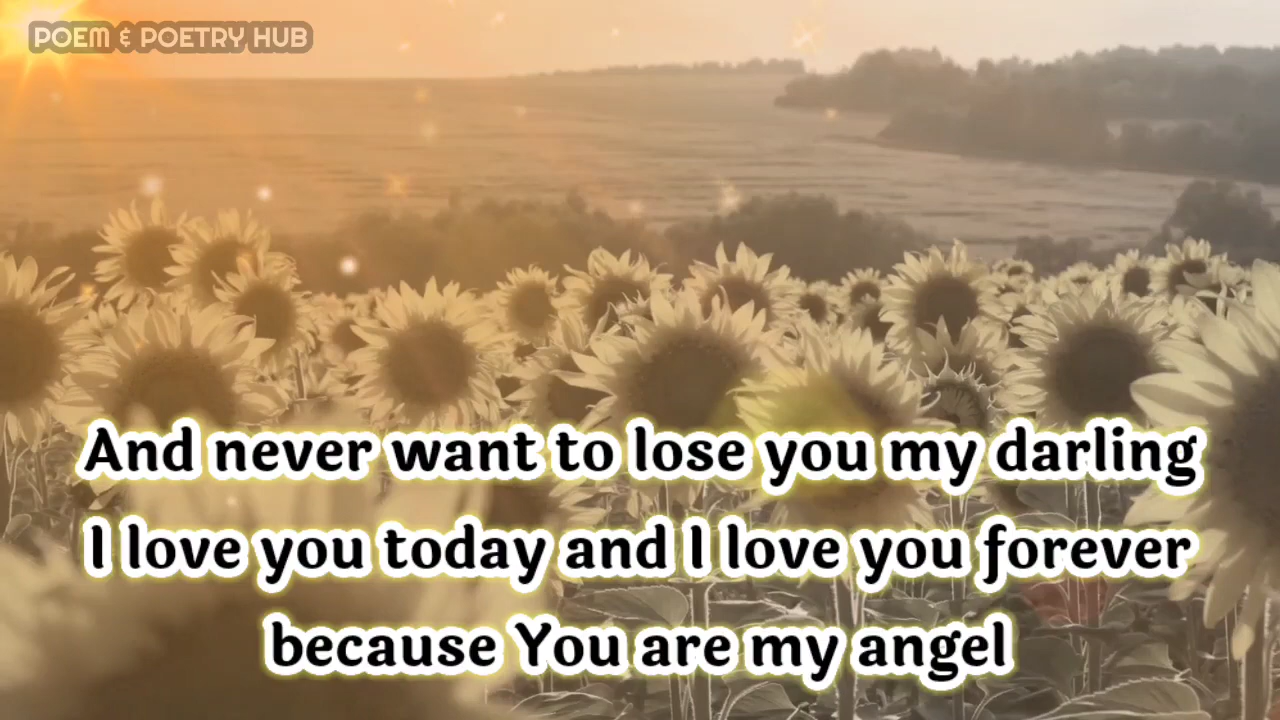 POEM & POETRY HUB
And never want to lose you my darling
I love you today and I love you forever
because You are my angel